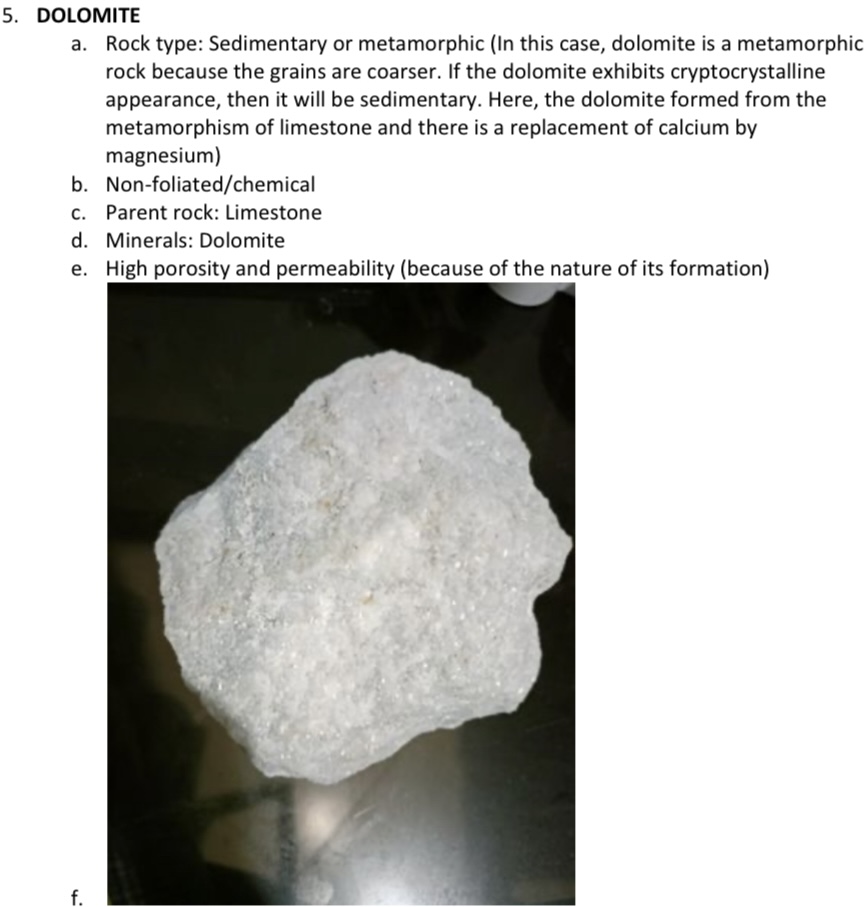 5. DOLOMITE
a. Rock type: Sedimentary or metamorphic (In this case, dolomite is a metamorphic
rock because the grains are coarser. If the dolomite exhibits cryptocrystalline
appearance, then it will be sedimentary. Here, the dolomite formed from the
metamorphism of limestone and there is a replacement of calcium by
magnesium)
b. Non-foliated/chemical
c. Parent rock: Limestone
d. Minerals: Dolomite
e. High porosity and permeability (because of the nature of its formation)
f.